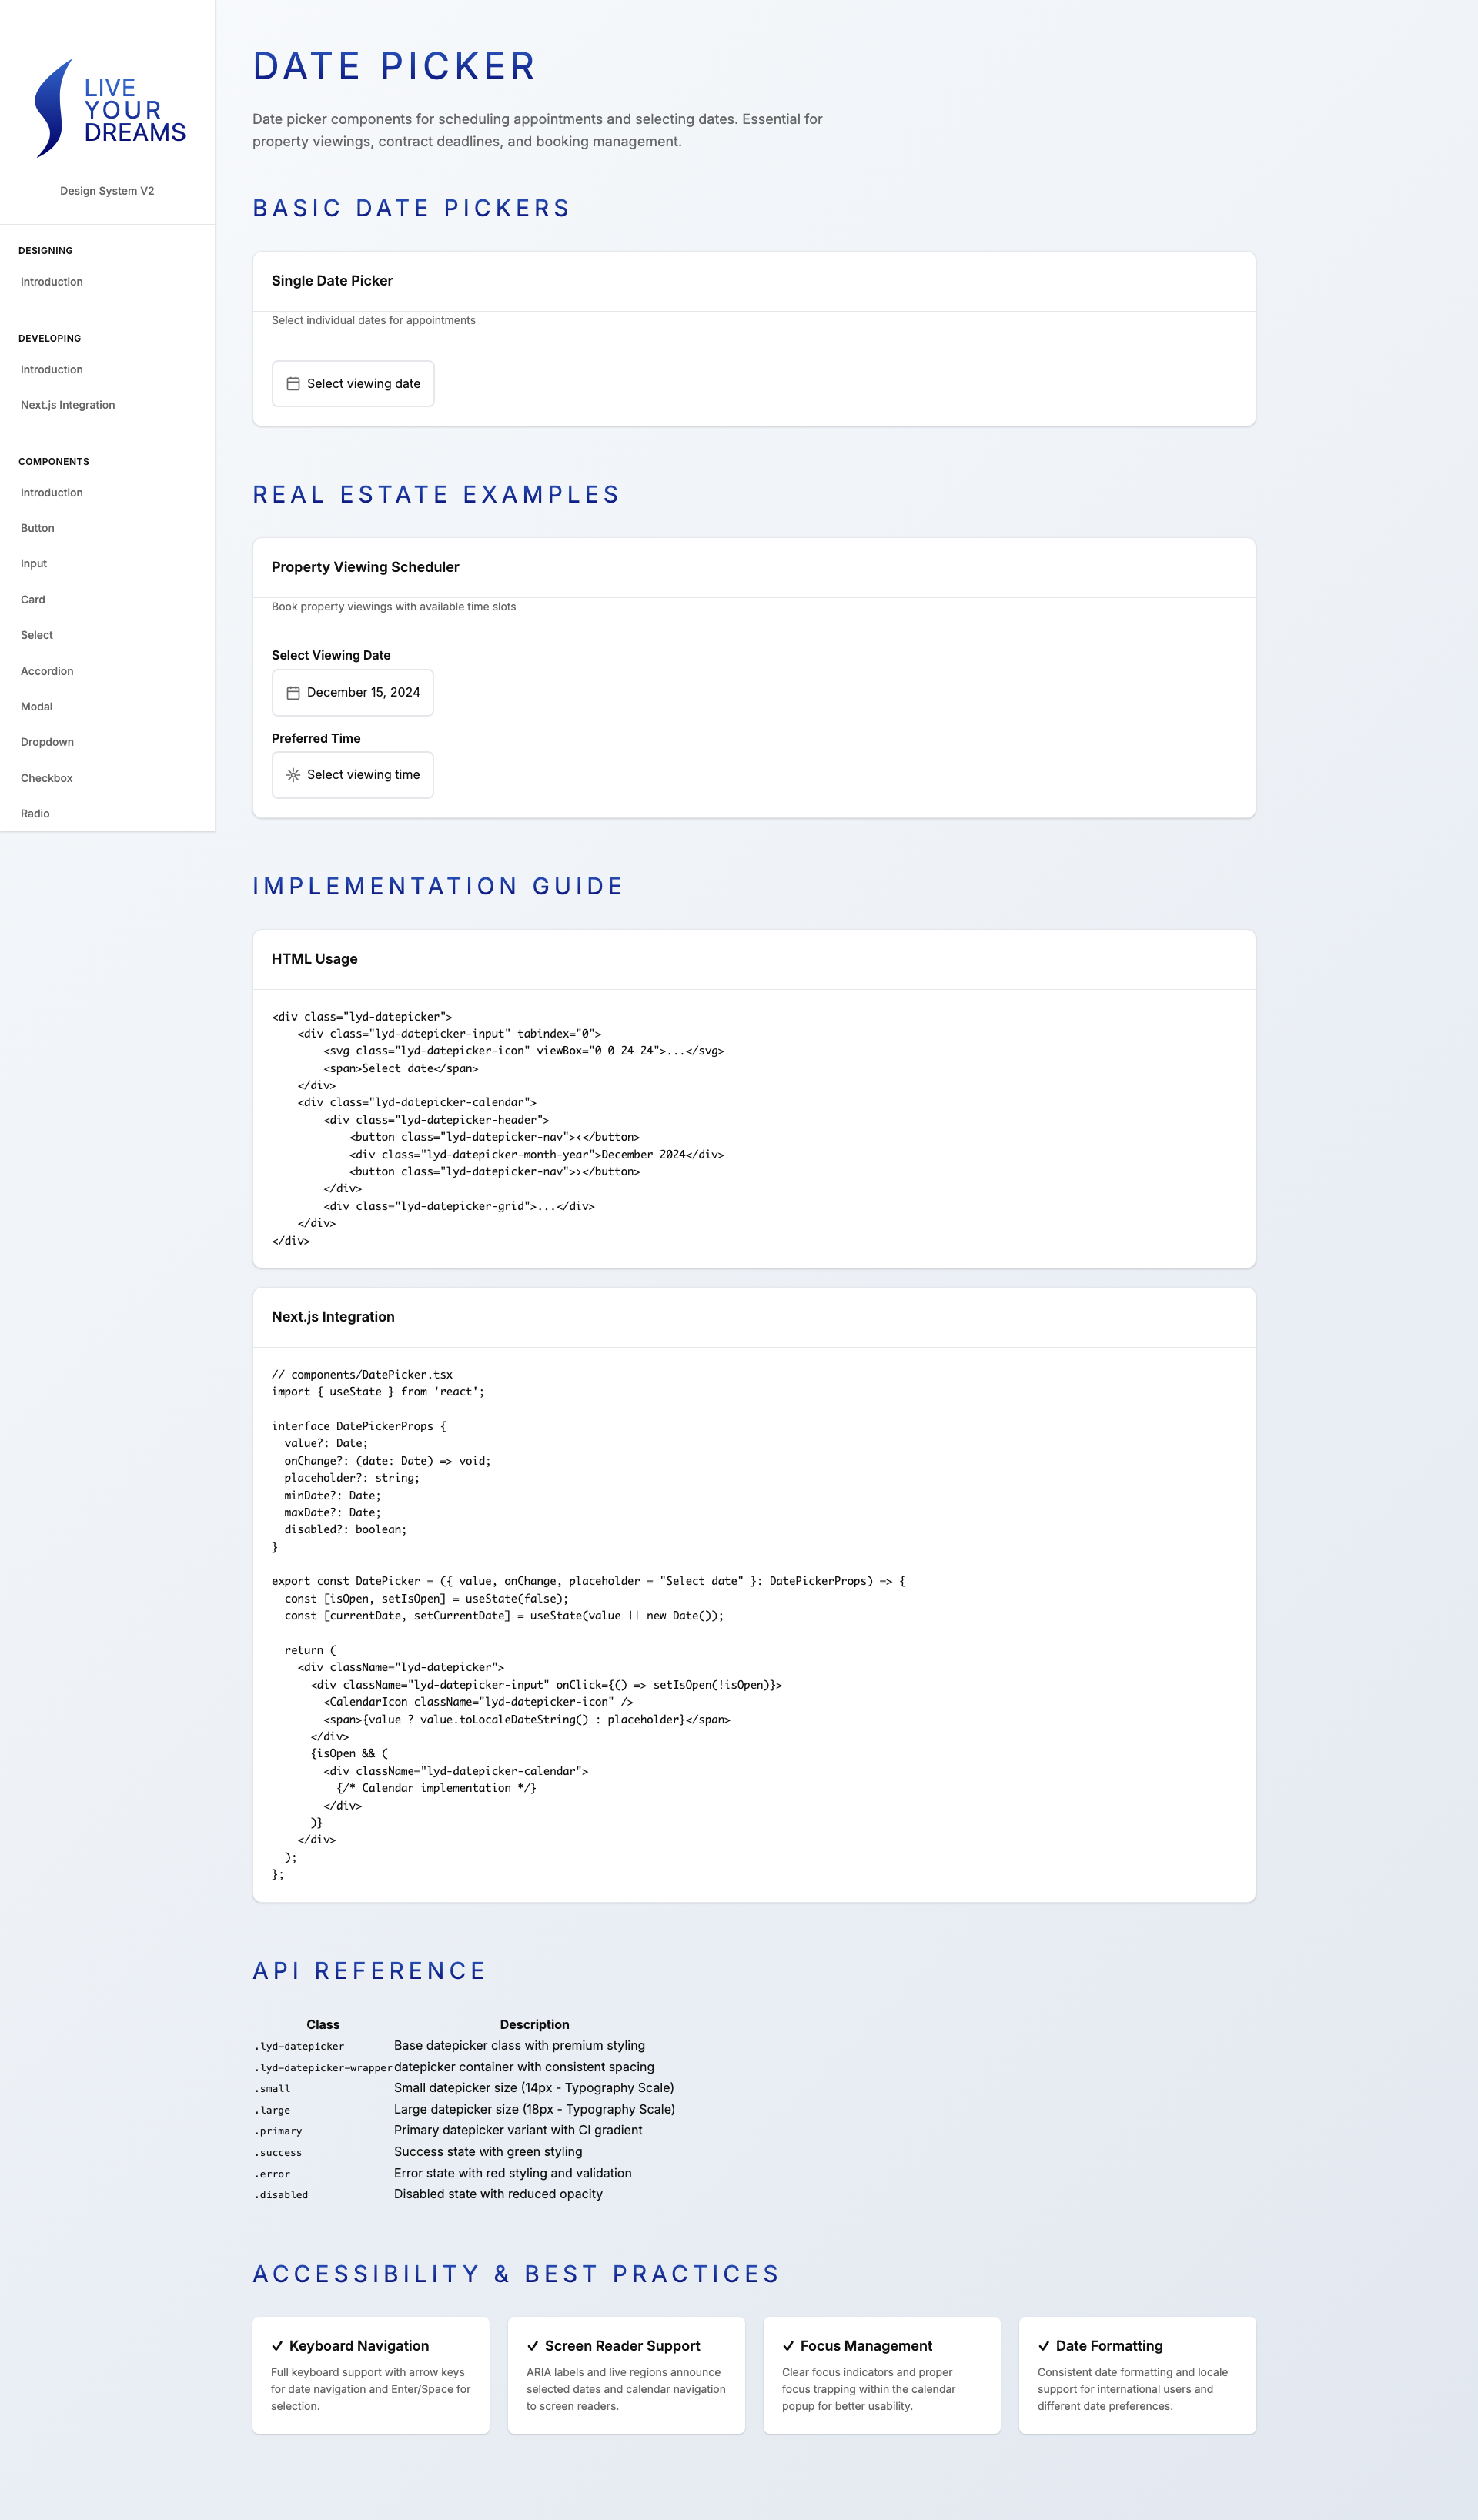 LIVE
YOUR
DREAMS
Design System V2
DESIGNING
Introduction
DEVELOPING
Introduction
Next.js Integration
COMPONENTS
Introduction
Button
Input
Card
Select
Accordion
Modal
Dropdown
Checkbox
Radio
DATE PICKER
Date picker components for scheduling appointments and selecting dates. Essential for
property viewings, contract deadlines, and booking management.
BASIC DATE PICKERS
Single Date Picker
Select individual dates for appointments
Select viewing date
REAL ESTATE EXAMPLES
Property Viewing Scheduler
Book property viewings with available time slots
Select Viewing Date
December 15, 2024
Preferred Time
Select viewing time
IMPLEMENTATION GUIDE
HTML Usage
<div class="lyd-datepicker">
    <div class="lyd-datepicker-input" tabindex="0">
        <svg class="lyd-datepicker-icon" viewBox="0 0 24 24">...</svg>
        <span>Select date</span>
    </div>
    <div class="lyd-datepicker-calendar">
        <div class="lyd-datepicker-header">
            <button class="lyd-datepicker-nav">‹</button>
            <div class="lyd-datepicker-month-year">December 2024</div>
            <button class="lyd-datepicker-nav">›</button>
        </div>
        <div class="lyd-datepicker-grid">...</div>
    </div>
</div>
Next.js Integration
// components/DatePicker.tsx
import { useState } from 'react';

interface DatePickerProps {
  value?: Date;
  onChange?: (date: Date) => void;
  placeholder?: string;
  minDate?: Date;
  maxDate?: Date;
  disabled?: boolean;
}

export const DatePicker = ({ value, onChange, placeholder = "Select date" }: DatePickerProps) => {
  const [isOpen, setIsOpen] = useState(false);
  const [currentDate, setCurrentDate] = useState(value || new Date());

  return (
    <div className="lyd-datepicker">
      <div className="lyd-datepicker-input" onClick={() => setIsOpen(!isOpen)}>
        <CalendarIcon className="lyd-datepicker-icon" />
        <span>{value ? value.toLocaleDateString() : placeholder}</span>
      </div>
      {isOpen && (
        <div className="lyd-datepicker-calendar">
          {/* Calendar implementation */}
        </div>
      )}
    </div>
  );
};
API REFERENCE
Class Description
.lyd-datepicker Base datepicker class with premium styling
.lyd-datepicker-wrapper datepicker container with consistent spacing
.small Small datepicker size (14px - Typography Scale)
.large Large datepicker size (18px - Typography Scale)
.primary Primary datepicker variant with CI gradient
.success Success state with green styling
.error Error state with red styling and validation
.disabled Disabled state with reduced opacity
ACCESSIBILITY & BEST PRACTICES
✓ Keyboard Navigation
Full keyboard support with arrow keys
for date navigation and Enter/Space for
selection.
✓ Screen Reader Support
ARIA labels and live regions announce
selected dates and calendar navigation
to screen readers.
✓ Focus Management
Clear focus indicators and proper
focus trapping within the calendar
popup for better usability.
✓ Date Formatting
Consistent date formatting and locale
support for international users and
different date preferences.